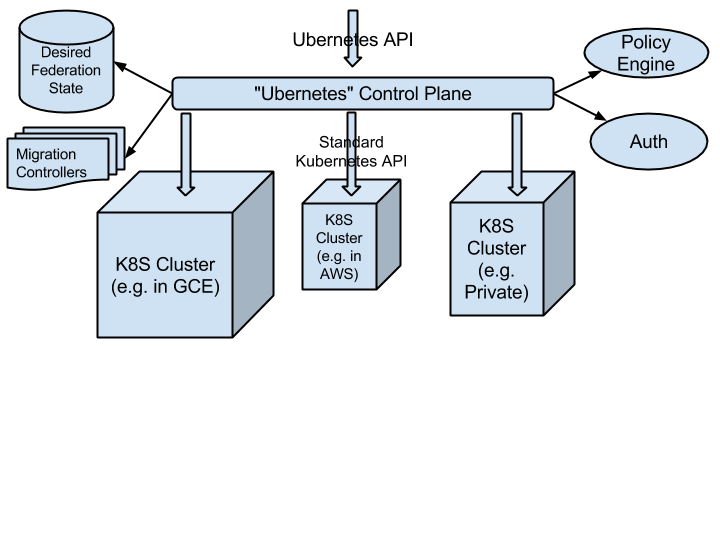 Ubernetes API
Desired
Federation
State
Policy
Engine
"Ubernetes" Control Plane
Auth
Migration
Controllers
Standard
Kubernetes API
K8S Cluster
(e.g. in GCE)
K8S
Cluster
(e.g. in
AWS)
K8S
Cluster
(e.g.
Private)